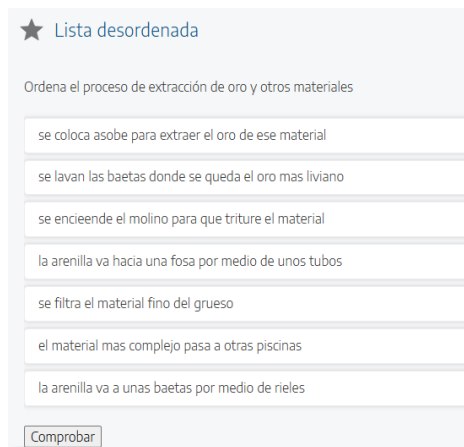 Lista desordenada
Ordena el proceso de extracción de oro y otros materiales
se coloca asobe para extraer el oro de ese material
se lavan las baetas donde se queda el oro mas liviano
se encieende el molino para que triture el material
la arenilla va hacia una fosa por medio de unos tubos
se filtra el material fino del grueso
el material mas complejo pasa a otras piscinas
la arenilla va a unas baetas por medio de rieles
Comprobar